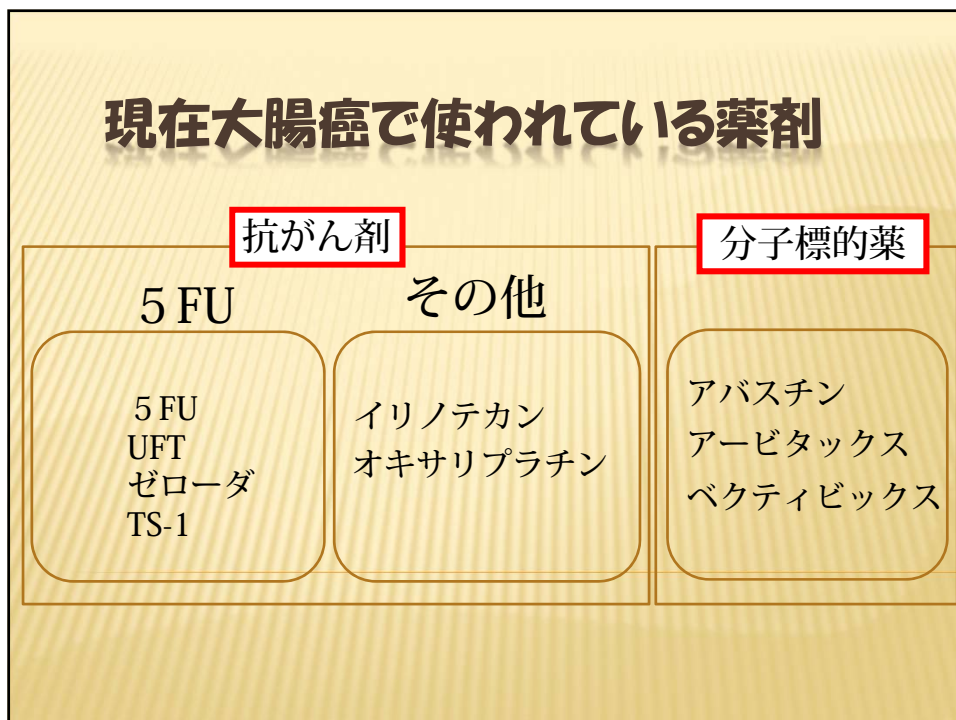 現在大腸癌で使われている薬剤
抗がん剤
５FU
５FU
UFT
ゼローダ
TS-1
その他
イリノテカン
オキサリプラチン
分子標的薬
アバスチン
アービタックス
ベクティビックス